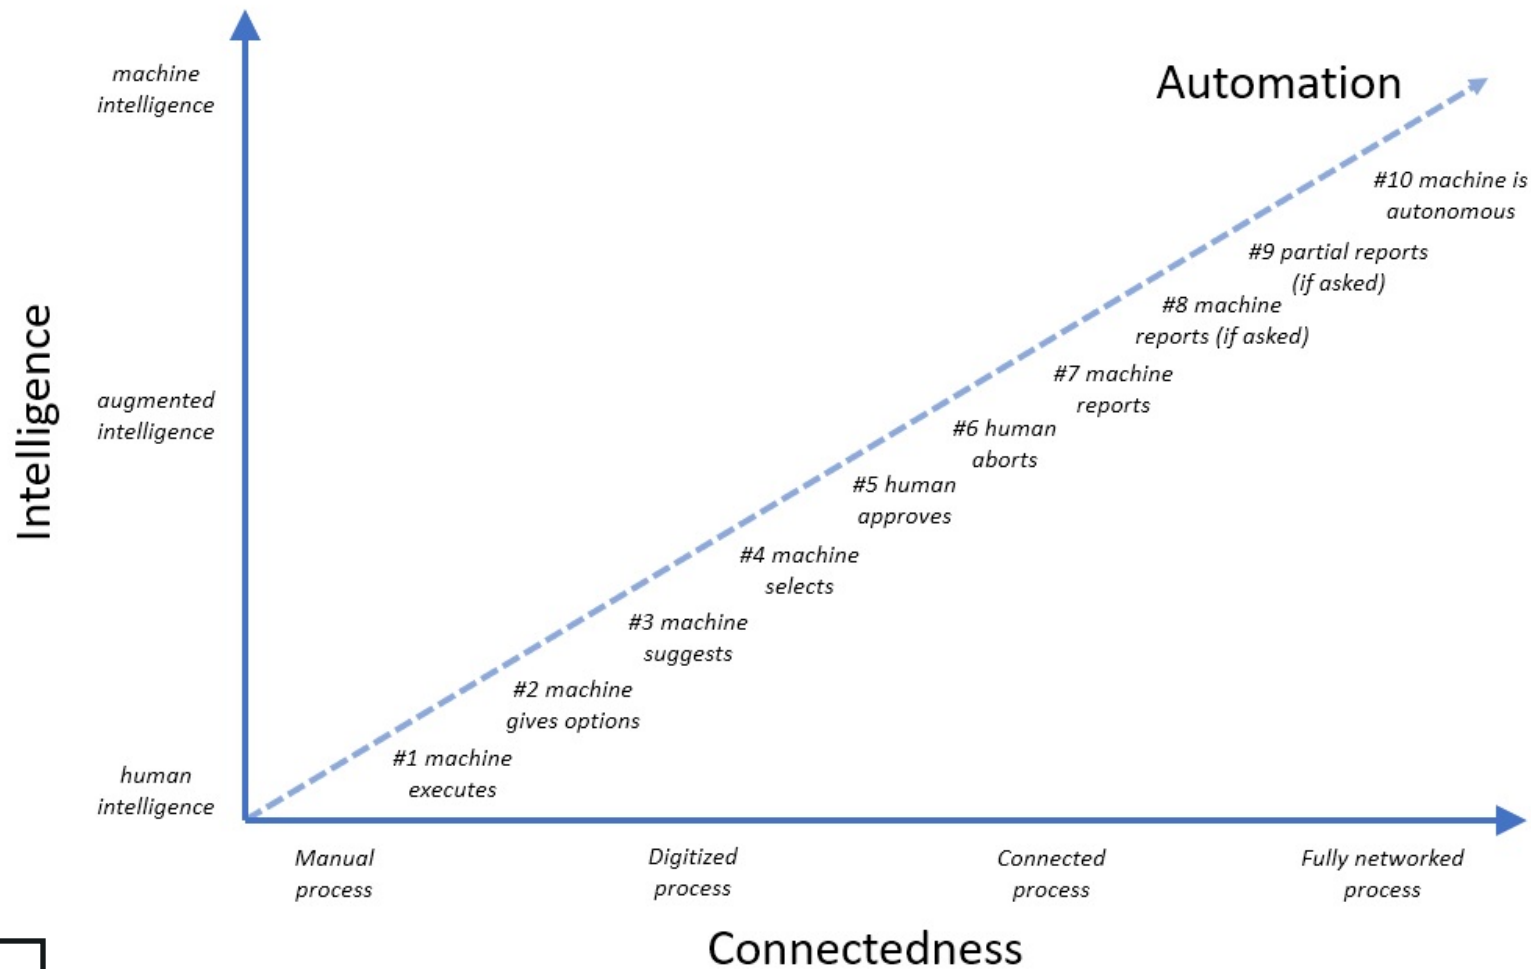 machine
intelligence
Automation
#10 machine is
autonomous
#9 partial reports
(if asked)
#8 machine
reports (if asked)
#7 machine
reports
Intelligence
augmented
intelligence
#6 human
aborts
#5 human
approves
#4 machine
selects
#3 machine
suggests
#2 machine
gives options
#1 machine
executes
human
intelligence
Manual
process
Digitized
process
Connected
process
Fully networked
process
Connectedness